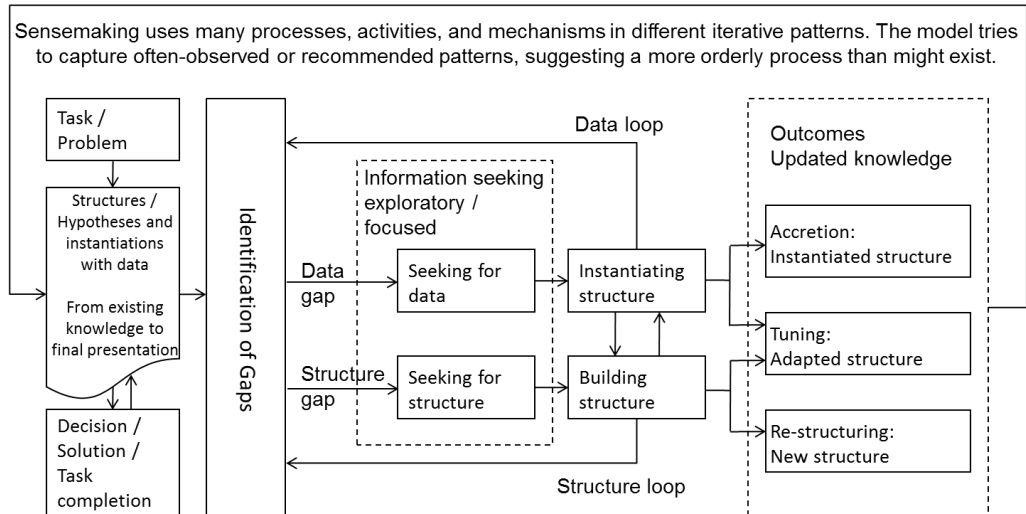 Sensemaking uses many processes, activities, and mechanisms in different iterative patterns. The model tries
to capture often-observed or recommended patterns, suggesting a more orderly process than might exist.
Task /
Problem
Structures /
Hypotheses and
instantiations
with data
From existing
knowledge to
final presentation
Decision /
Solution /
Task
completion
Identification of Gaps
Data
gap
Structure
gap
Information seeking
exploratory /
focused
Seeking for
data
Seeking for
structure
Data loop
Instantiating
structure
Building
structure
Structure loop
Outcomes
Updated knowledge
Accretion:
Instantiated structure
Tuning:
Adapted structure
Re-structuring:
New structure